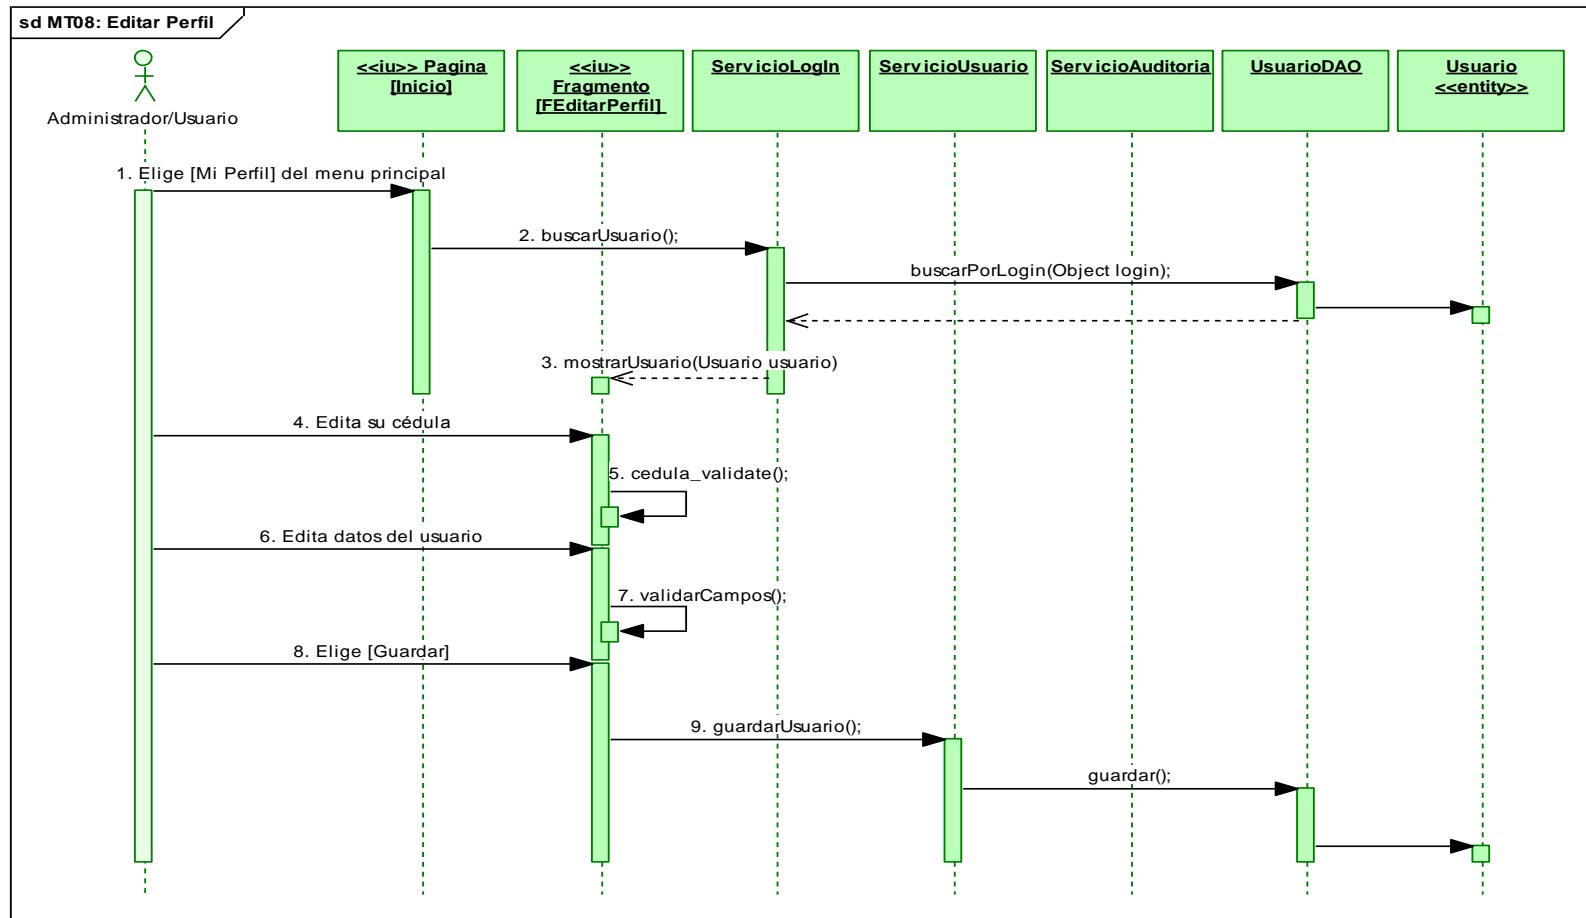 sd MT08: Editar Perfil
Administrador/Usuario
<<iu>> Pagina
[Inicio]
<<iu>>
Fragmento
[FEditarPerfil]
ServicioLogIn
ServicioUsuario
ServicioAuditoria
UsuarioDAO
Usuario
<<entity>>
1. Elige [Mi Perfil] del menu principal
2. buscarUsuario();
buscarPorLogin(Object login);
3. mostrarUsuario(Usuario usuario)
4. Edita su cédula
5. cedula_validate();
6. Edita datos del usuario
7. validarCampos();
8. Elige [Guardar]
9. guardarUsuario();
guardar();